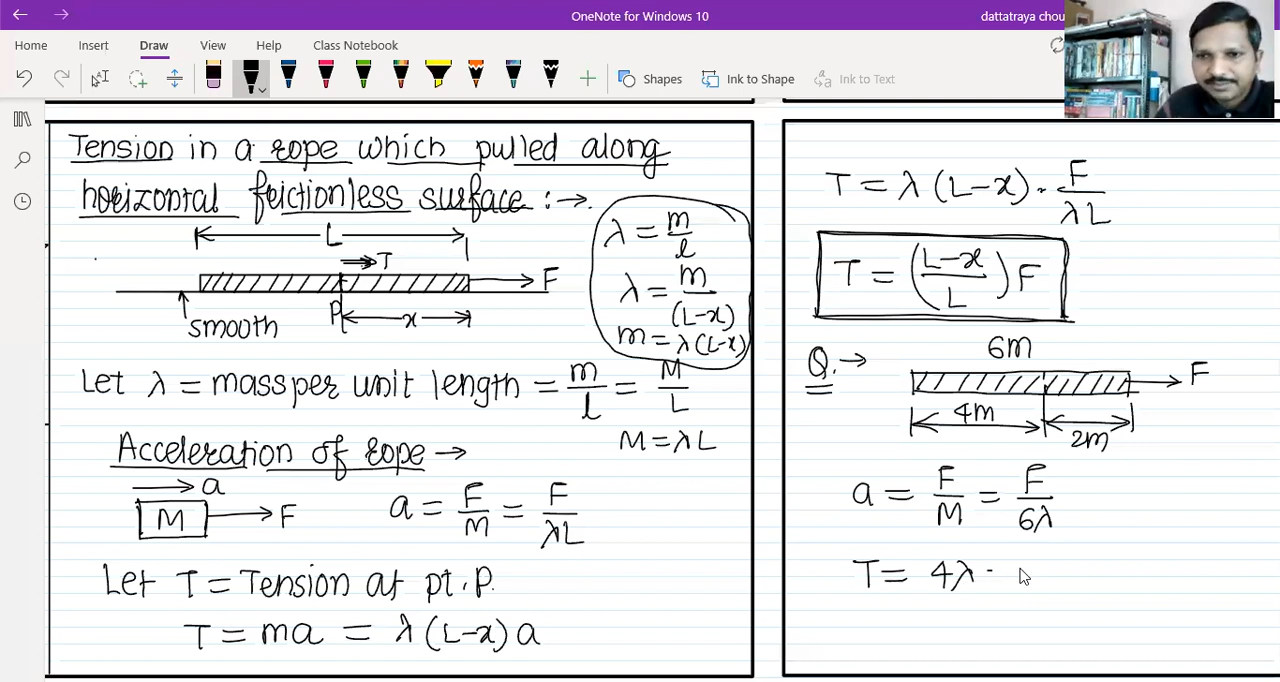 OneNote for Windows 10
dattatraya chou
Home Insert Draw View Help Class Notebook
Shapes Ink to Shape Ink to Text
Tension in a rope which pulled along
horizontal frictionless surface :→.
L
T
F
P
x
smooth
λ = m/l
λ = m/(L-x)
m = λ(L-x)
Let λ = mass per unit length = m/l = M/L
M = λL
Acceleration of rope →
a
M
F
a = F/M = F/λL
Let T = Tension at pt. P.
T = ma = λ(L-x)a
T = λ(L-x) · F/λL
T = (L-x/L)F
6m
Q. →
F
4m
2m
a = F/M = F/6λ
T = 4λ -